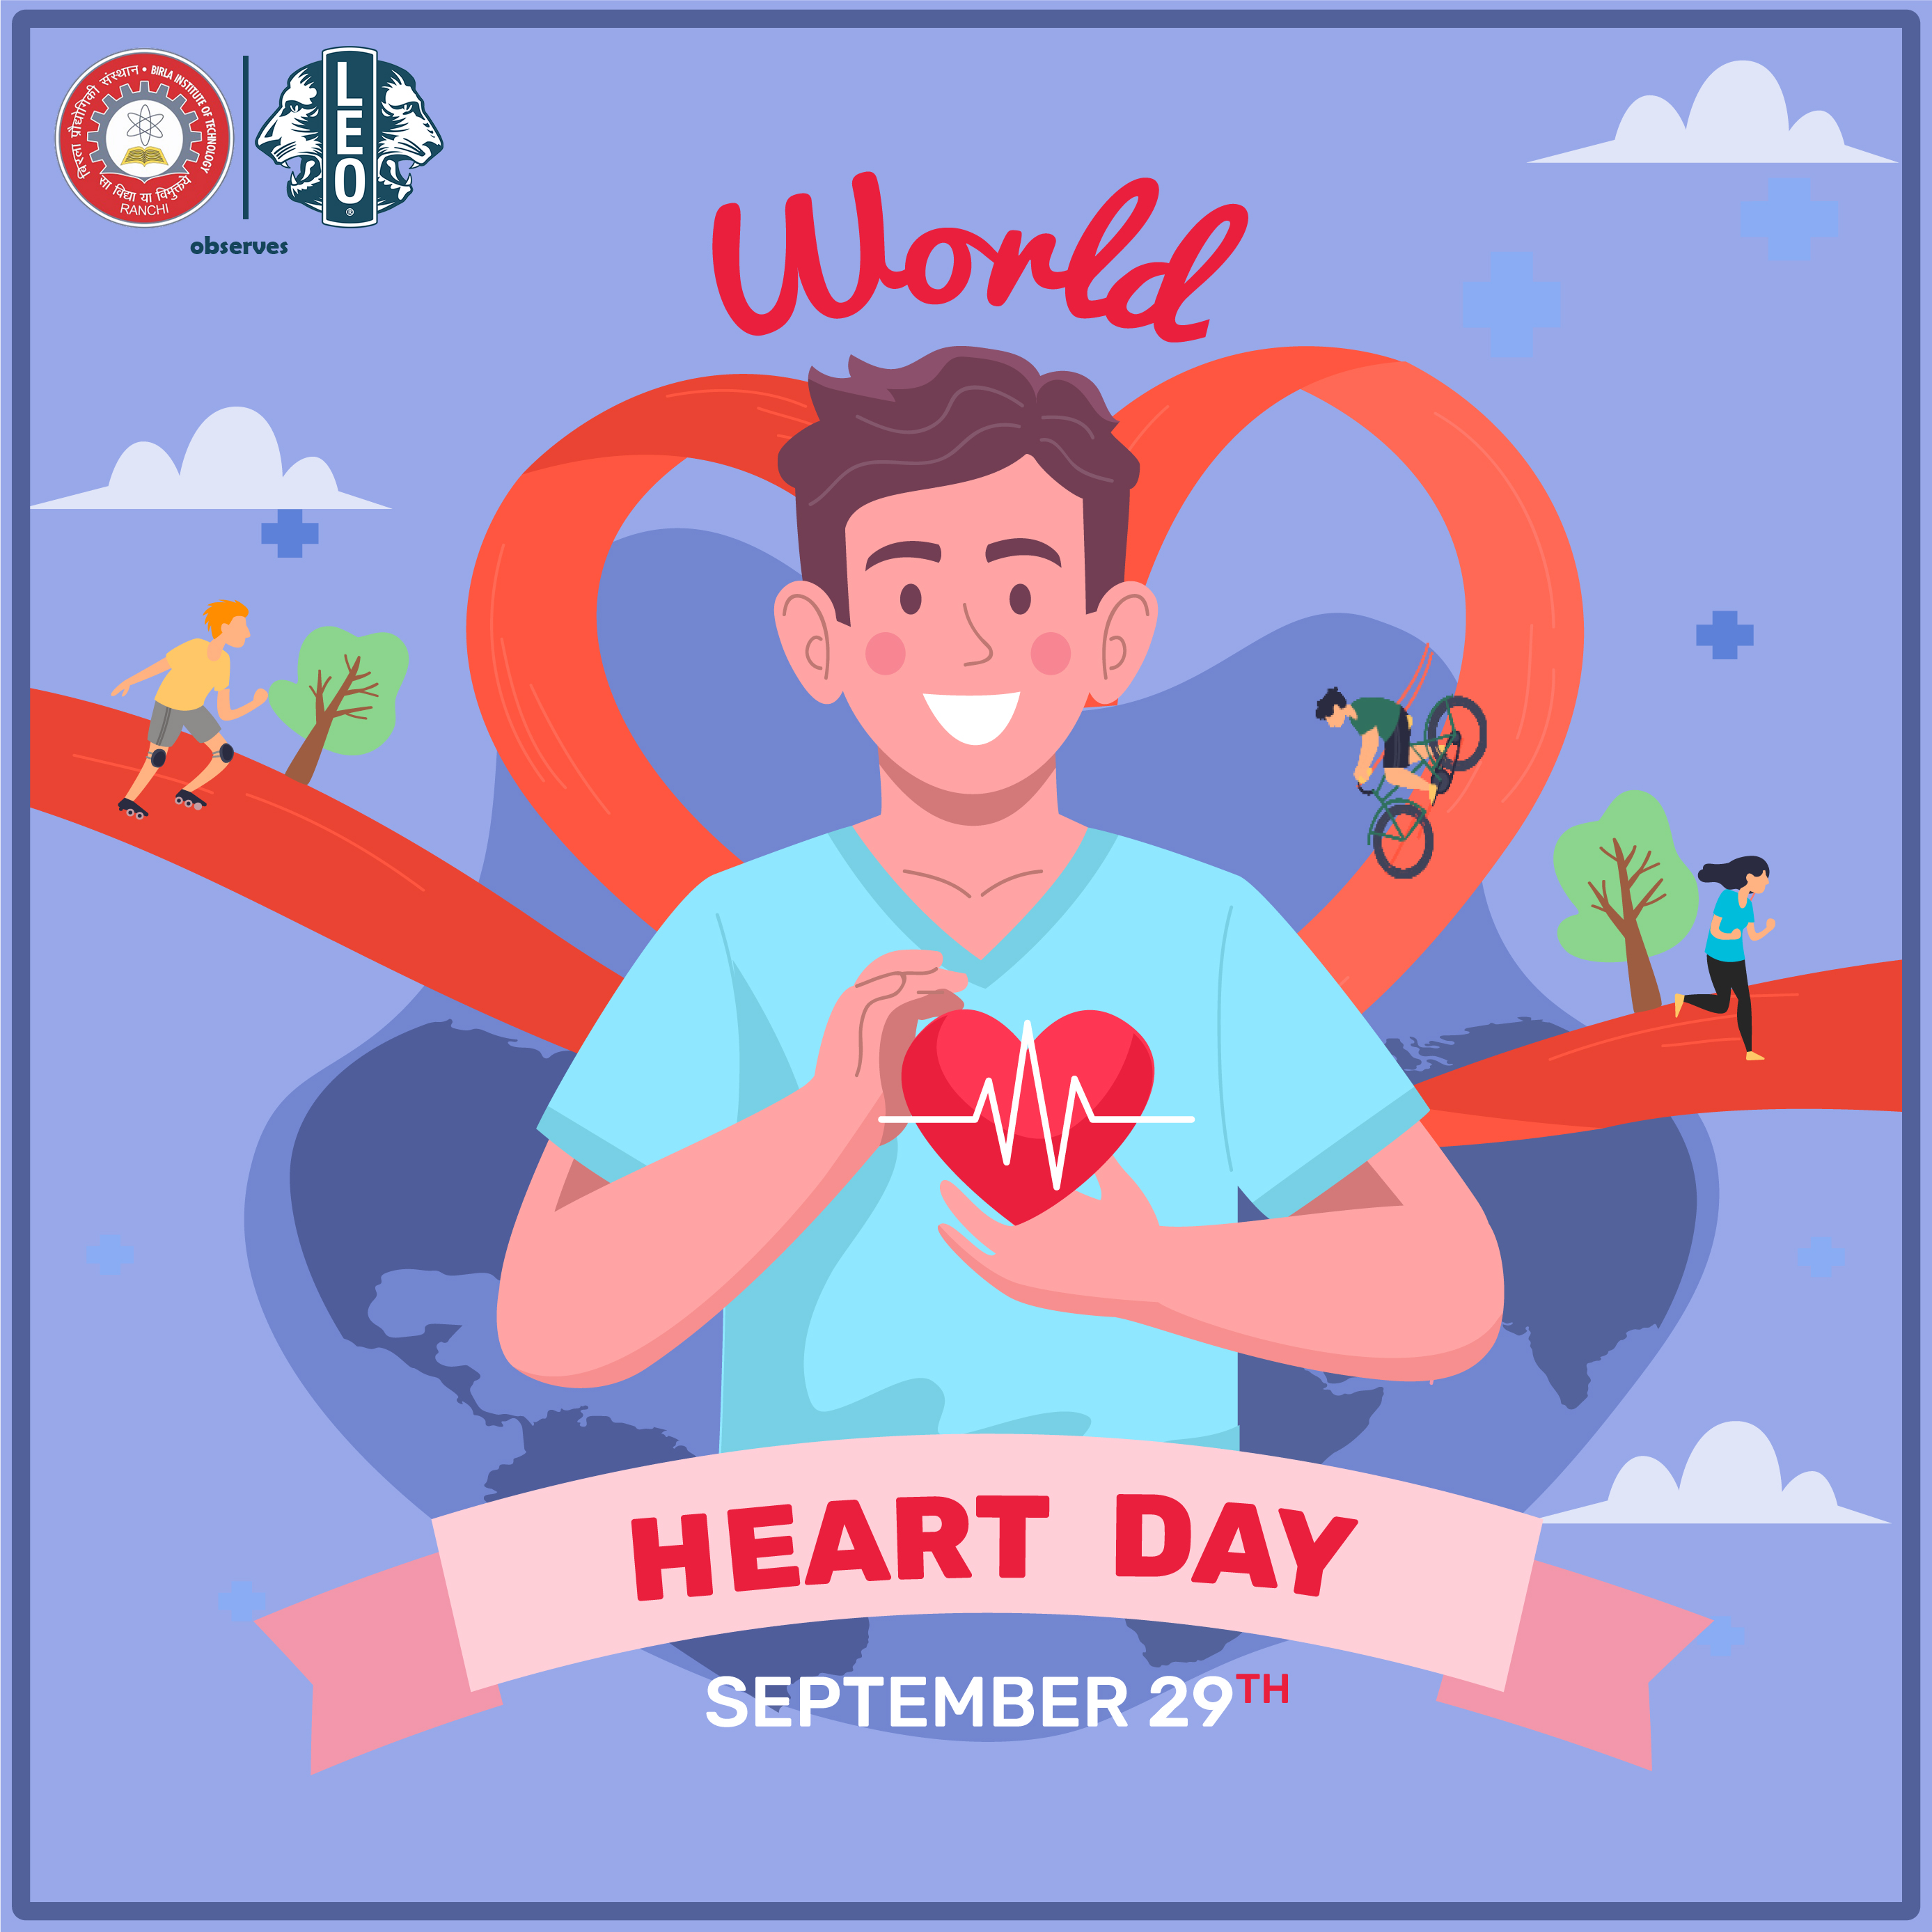 बिरला प्रौद्योगिकी संस्थान • BIRLA INSTITUTE OF TECHNOLOGY
सा विद्या या विमुक्तये
RANCHI
LEO
®
observes
World
HEART DAY
SEPTEMBER 29TH